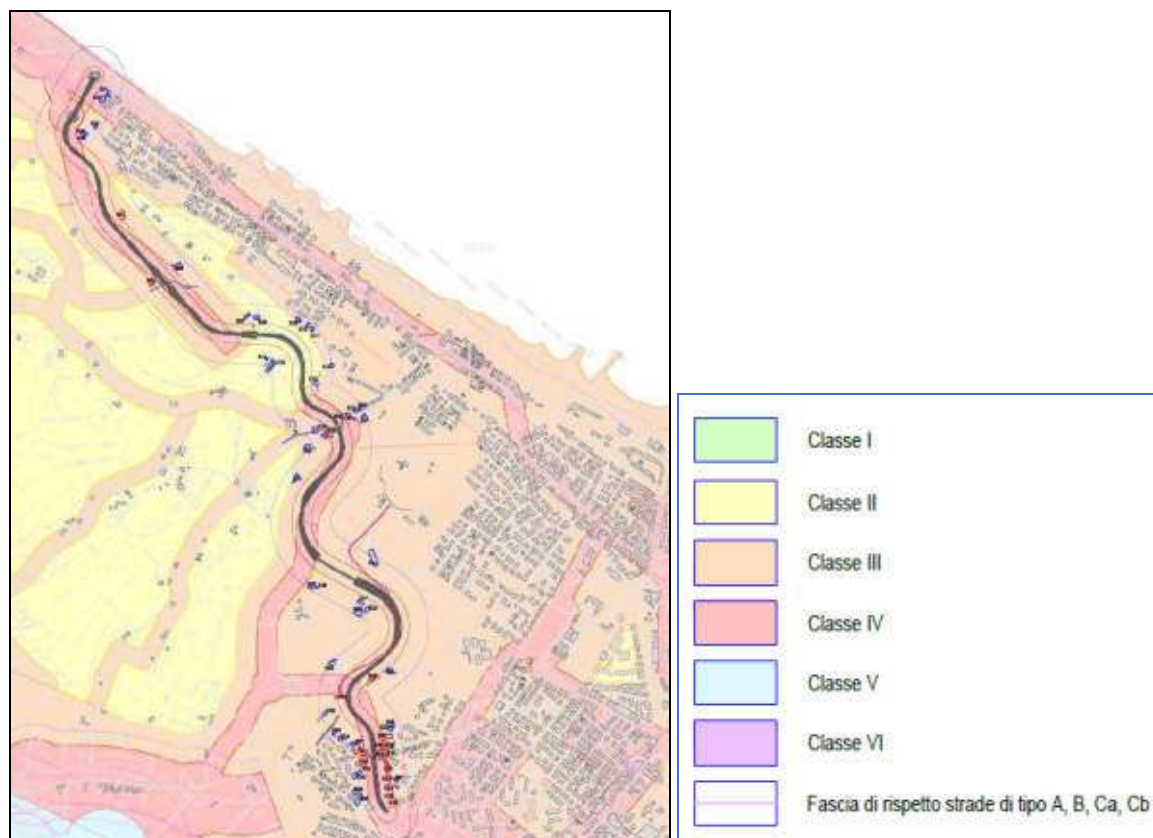 Classe I
Classe II
Classe III
Classe IV
Classe V
Classe VI
Fascia di rispetto strade di tipo A, B, Ca, Cb